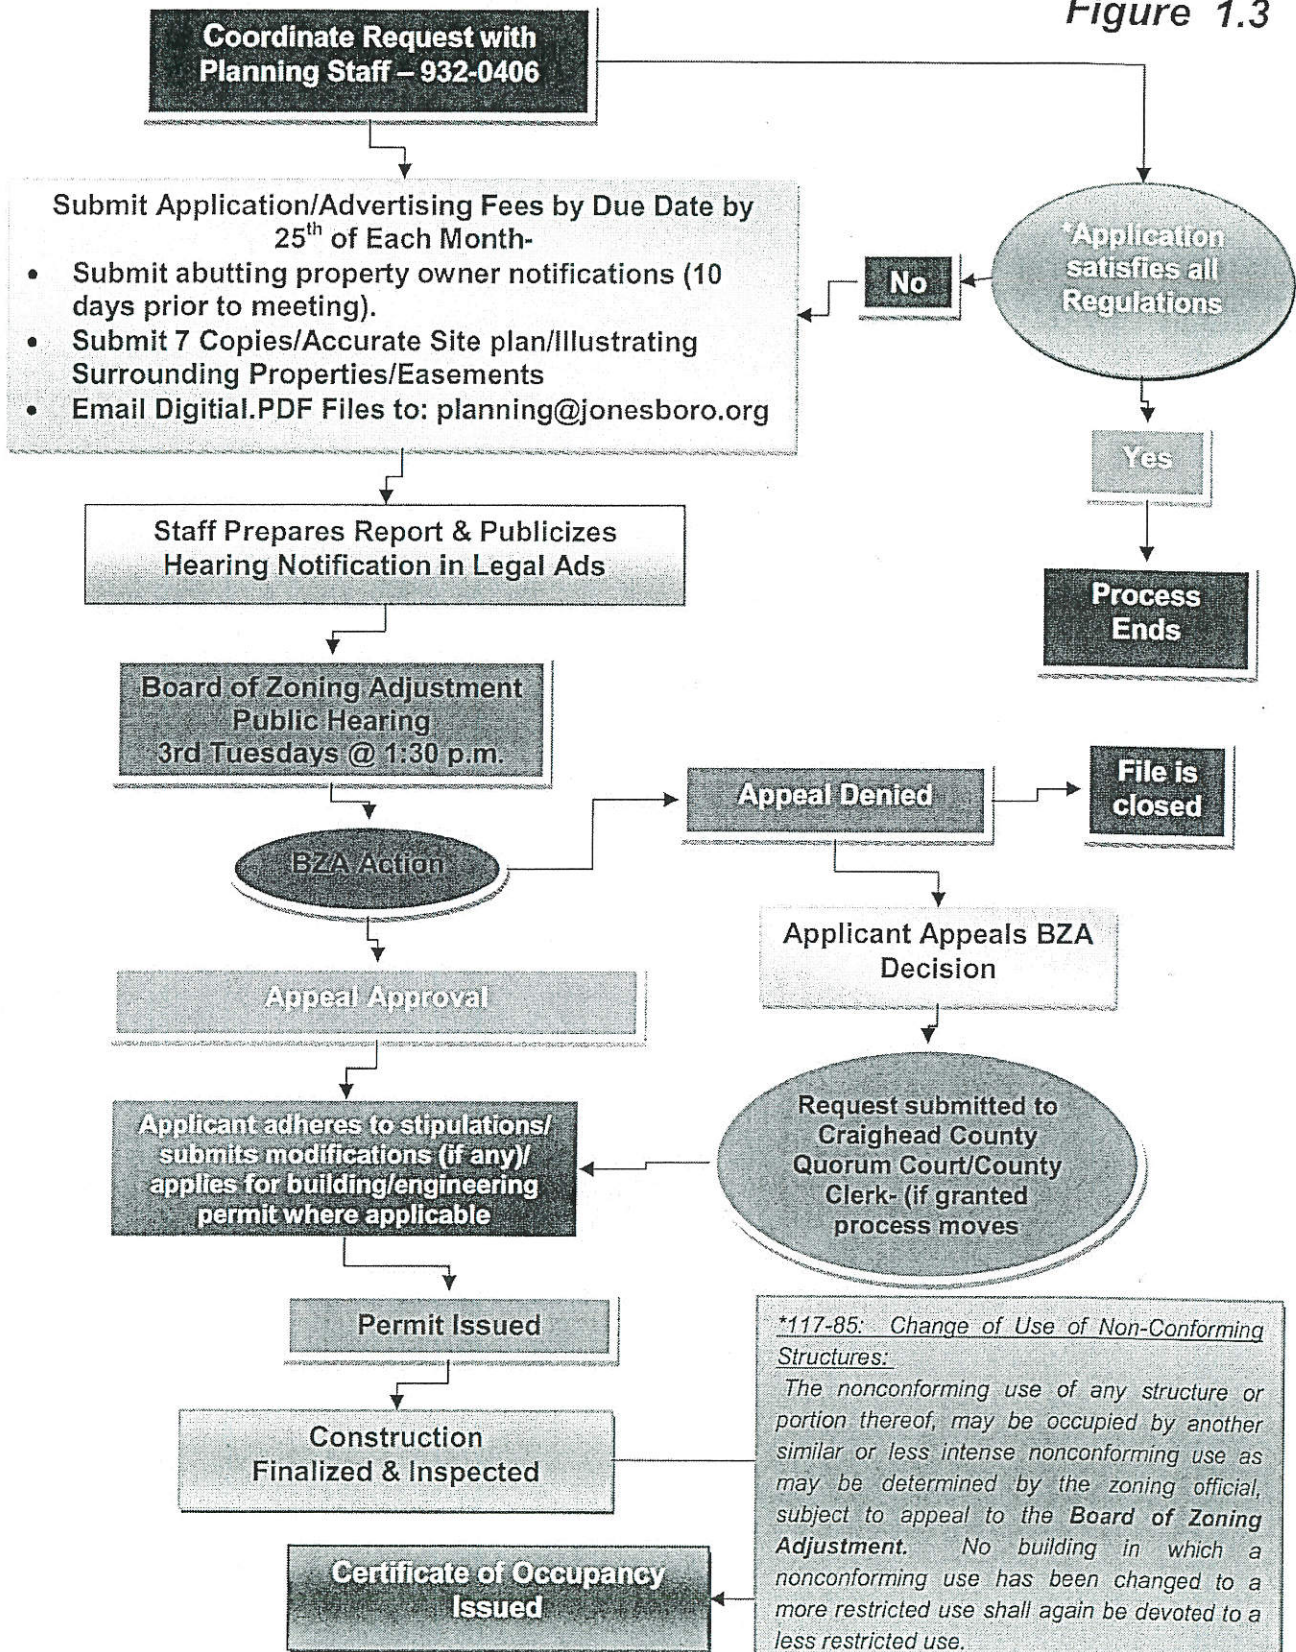 Figure 1.3
Coordinate Request with
Planning Staff – 932-0406
Submit Application/Advertising Fees by Due Date by
25th of Each Month-
• Submit abutting property owner notifications (10
days prior to meeting).
• Submit 7 Copies/Accurate Site plan/Illustrating
Surrounding Properties/Easements
• Email Digitial.PDF Files to: planning@jonesboro.org
No
*Application
satisfies all
Regulations
Yes
Process
Ends
Staff Prepares Report & Publicizes
Hearing Notification in Legal Ads
Board of Zoning Adjustment
Public Hearing
3rd Tuesdays @ 1:30 p.m.
BZA Action
Appeal Denied
File is
closed
Applicant Appeals BZA
Decision
Appeal Approval
Request submitted to
Craighead County
Quorum Court/County
Clerk- (if granted
process moves
Applicant adheres to stipulations/
submits modifications (if any)/
applies for building/engineering
permit where applicable
Permit Issued
Construction
Finalized & Inspected
Certificate of Occupancy
Issued
*117-85: Change of Use of Non-Conforming
Structures:
The nonconforming use of any structure or
portion thereof, may be occupied by another
similar or less intense nonconforming use as
may be determined by the zoning official,
subject to appeal to the Board of Zoning
Adjustment. No building in which a
nonconforming use has been changed to a
more restricted use shall again be devoted to a
less restricted use.